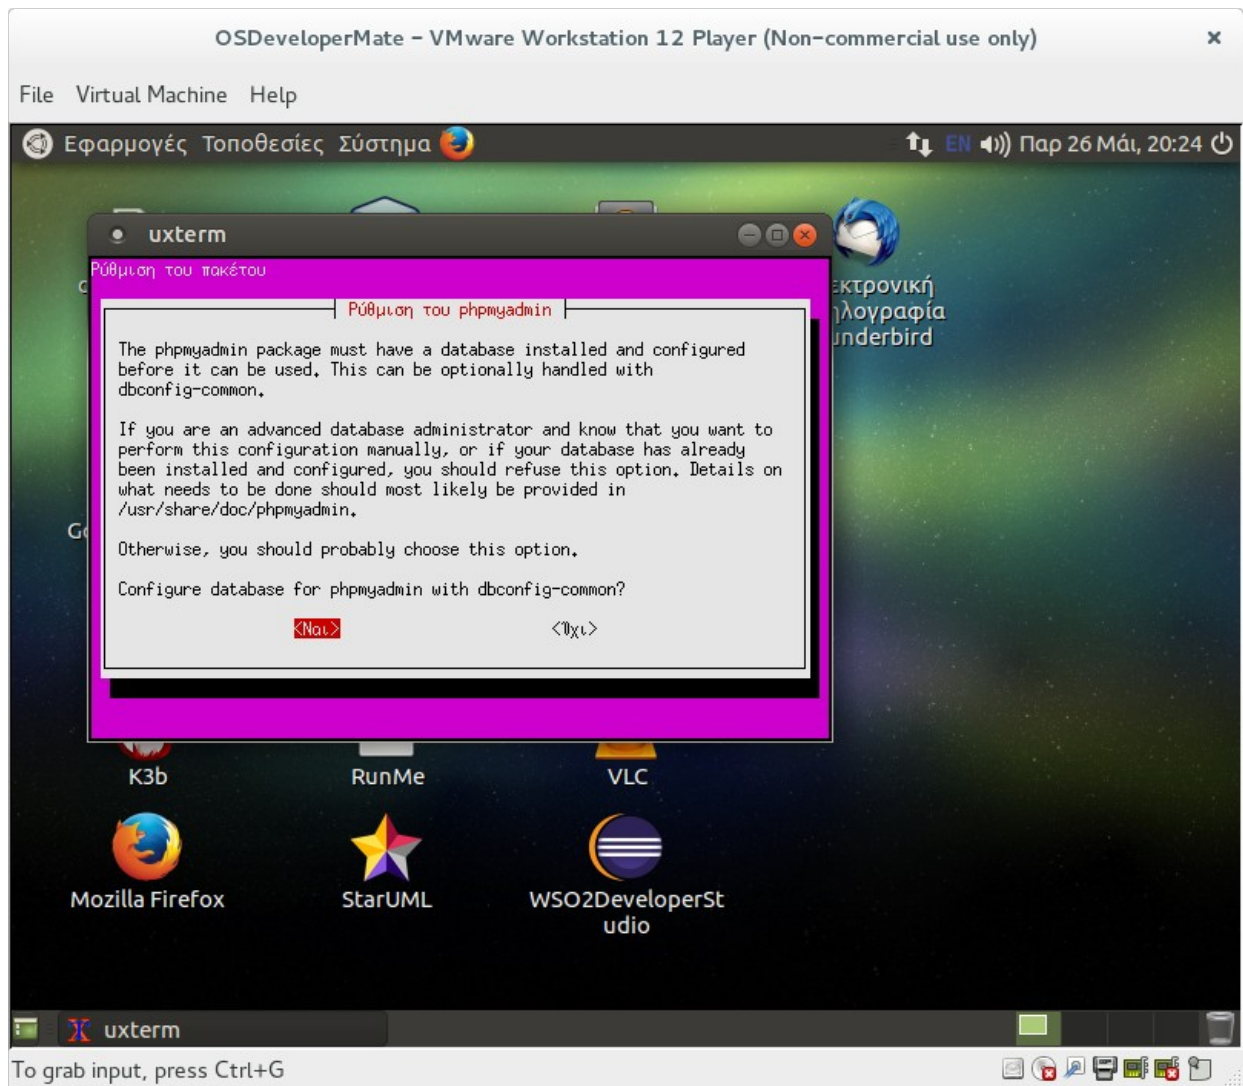 OSDeveloperMate – VMware Workstation 12 Player (Non-commercial use only)
File Virtual Machine Help
Εφαρμογές Τοποθεσίες Σύστημα EN Παρ 26 Μάι, 20:24
uxterm
Ρύθμιση του πακέτου
Ρύθμιση του phpmyadmin
The phpmyadmin package must have a database installed and configured
before it can be used. This can be optionally handled with
dbconfig-common.
If you are an advanced database administrator and know that you want to
perform this configuration manually, or if your database has already
been installed and configured, you should refuse this option. Details on
what needs to be done should most likely be provided in
/usr/share/doc/phpmyadmin.
Otherwise, you should probably choose this option.
Configure database for phpmyadmin with dbconfig-common?
<Ναι> <Όχι>
εκτρονική
ηλογραφία
underbird
Go
K3b RunMe VLC
Mozilla Firefox StarUML WSO2DeveloperSt
udio
uxterm
To grab input, press Ctrl+G